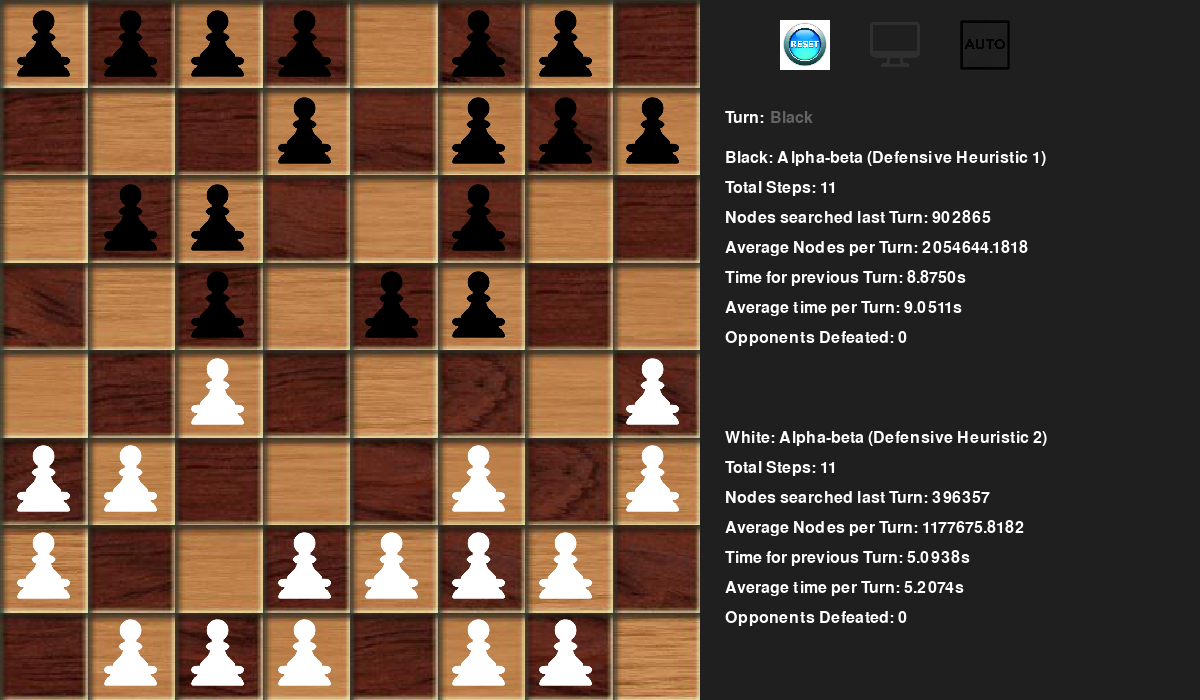 RESET
AUTO
Turn: Black
Black: Alpha-beta (Defensive Heuristic 1)
Total Steps: 11
Nodes searched last Turn: 902865
Average Nodes per Turn: 2054644.1818
Time for previous Turn: 8.8750s
Average time per Turn: 9.0511s
Opponents Defeated: 0
White: Alpha-beta (Defensive Heuristic 2)
Total Steps: 11
Nodes searched last Turn: 396357
Average Nodes per Turn: 1177675.8182
Time for previous Turn: 5.0938s
Average time per Turn: 5.2074s
Opponents Defeated: 0